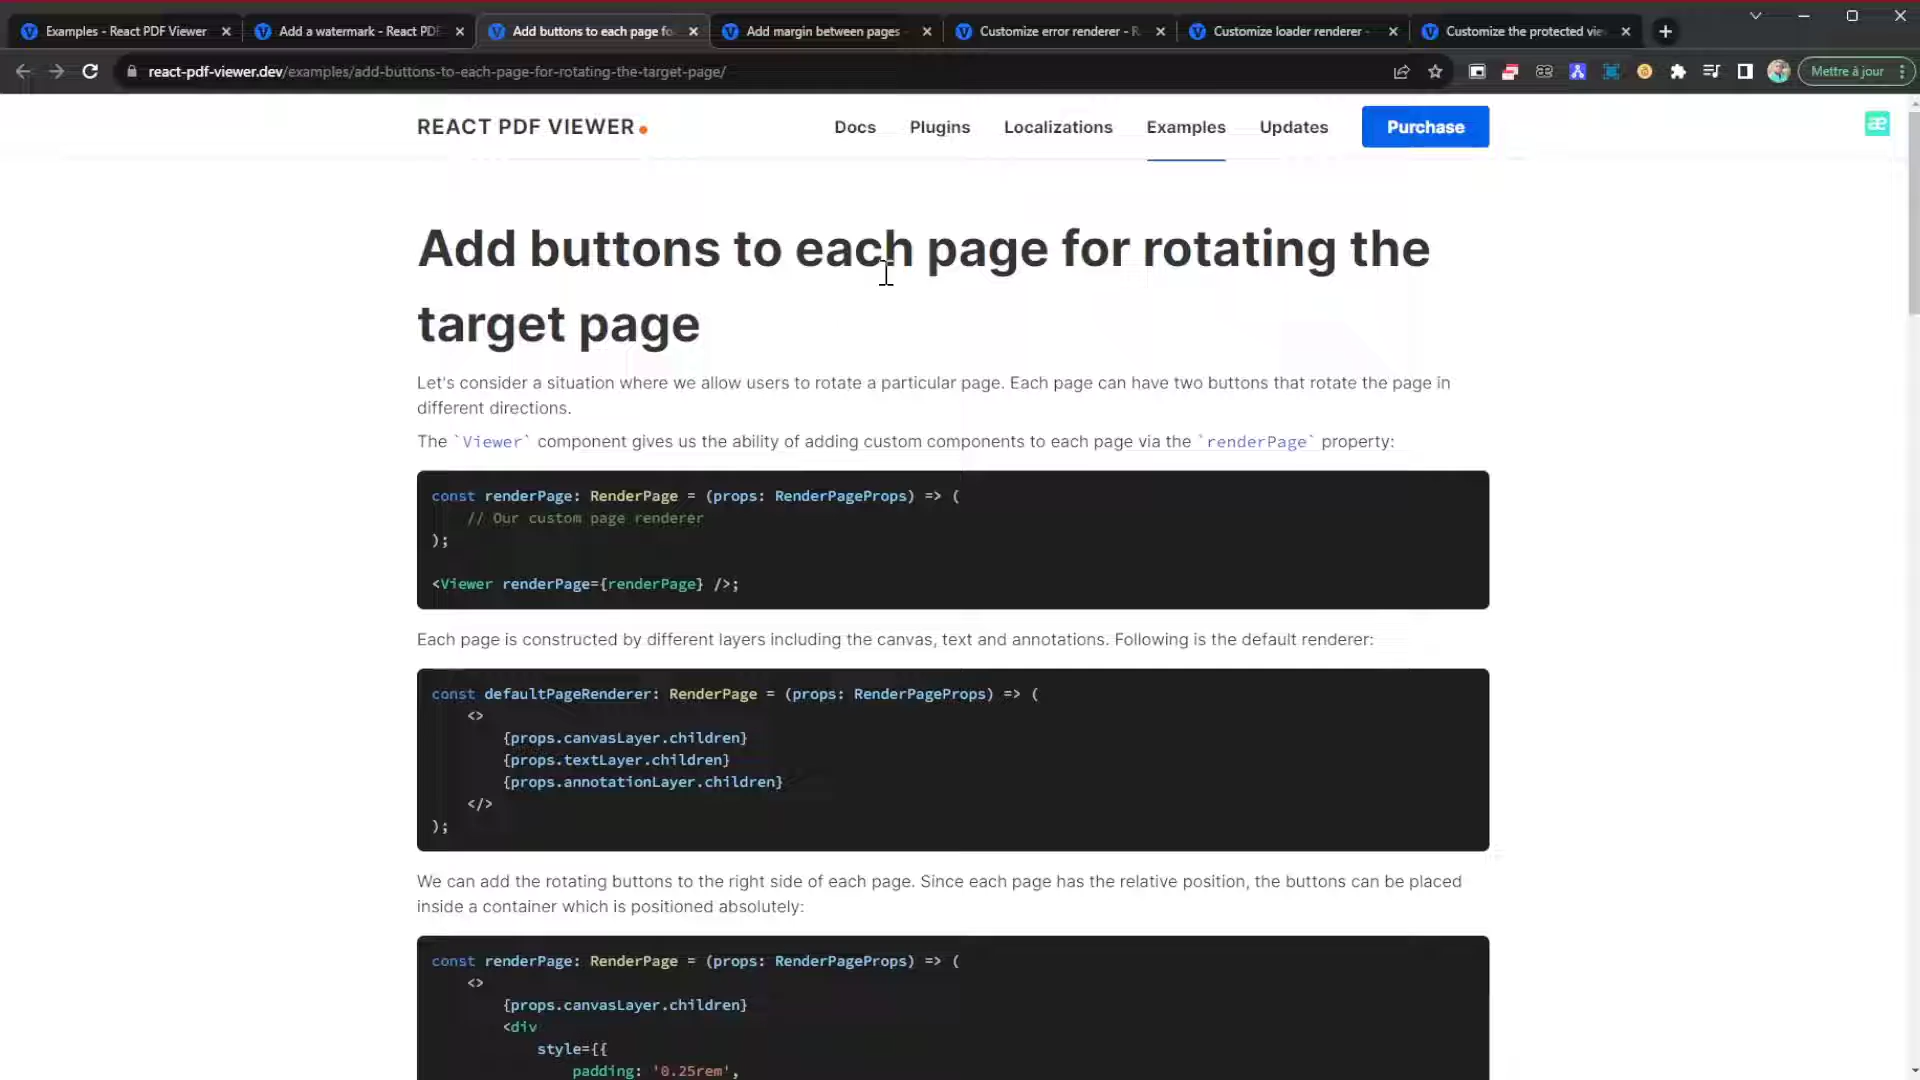 Examples - React PDF Viewer
Add a watermark - React PDF
Add buttons to each page fo
Add margin between pages
Customize error renderer - R
Customize loader renderer -
Customize the protected vie
react-pdf-viewer.dev/examples/add-buttons-to-each-page-for-rotating-the-target-page/
Mettre à jour
REACT PDF VIEWER
Docs
Plugins
Localizations
Examples
Updates
Purchase
æ
Add buttons to each page for rotating the
target page
Let's consider a situation where we allow users to rotate a particular page. Each page can have two buttons that rotate the page in
different directions.
The `Viewer` component gives us the ability of adding custom components to each page via the `renderPage` property:
const renderPage: RenderPage = (props: RenderPageProps) => (
// Our custom page renderer
);
<Viewer renderPage={renderPage} />;
Each page is constructed by different layers including the canvas, text and annotations. Following is the default renderer:
const defaultPageRenderer: RenderPage = (props: RenderPageProps) => (
<>
{props.canvasLayer.children}
{props.textLayer.children}
{props.annotationLayer.children}
</>
);
We can add the rotating buttons to the right side of each page. Since each page has the relative position, the buttons can be placed
inside a container which is positioned absolutely:
const renderPage: RenderPage = (props: RenderPageProps) => (
<>
{props.canvasLayer.children}
<div
style={{
padding: '0.25rem',